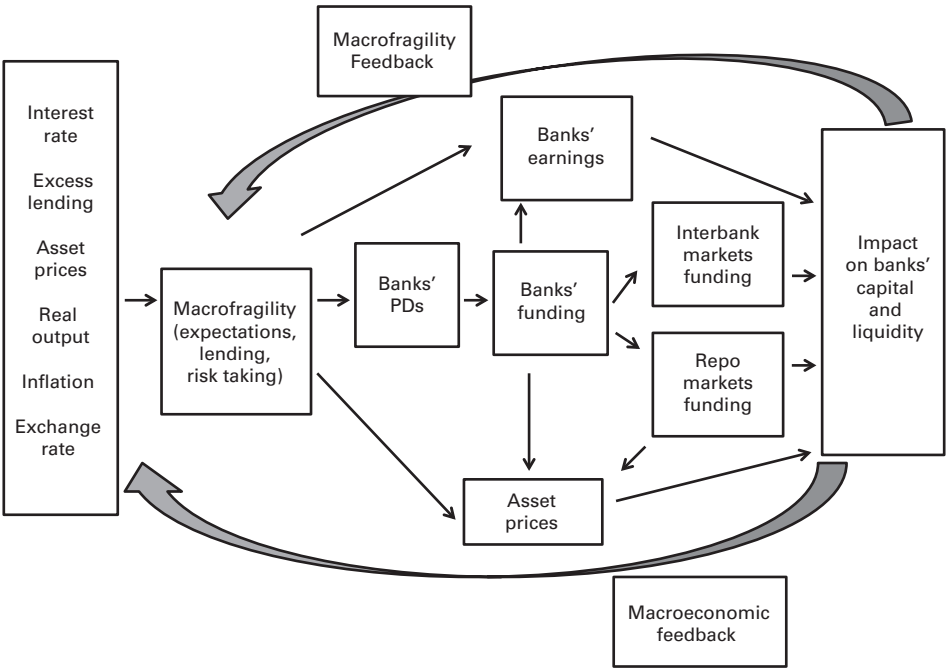 Macrofragility
Feedback
Interest
rate
Excess
lending
Asset
prices
Real
output
Inflation
Exchange
rate
Macrofragility
(expectations,
lending,
risk taking)
Banks’
PDs
Banks’
earnings
Banks’
funding
Interbank
markets
funding
Repo
markets
funding
Asset
prices
Impact
on banks’
capital
and
liquidity
Macroeconomic
feedback